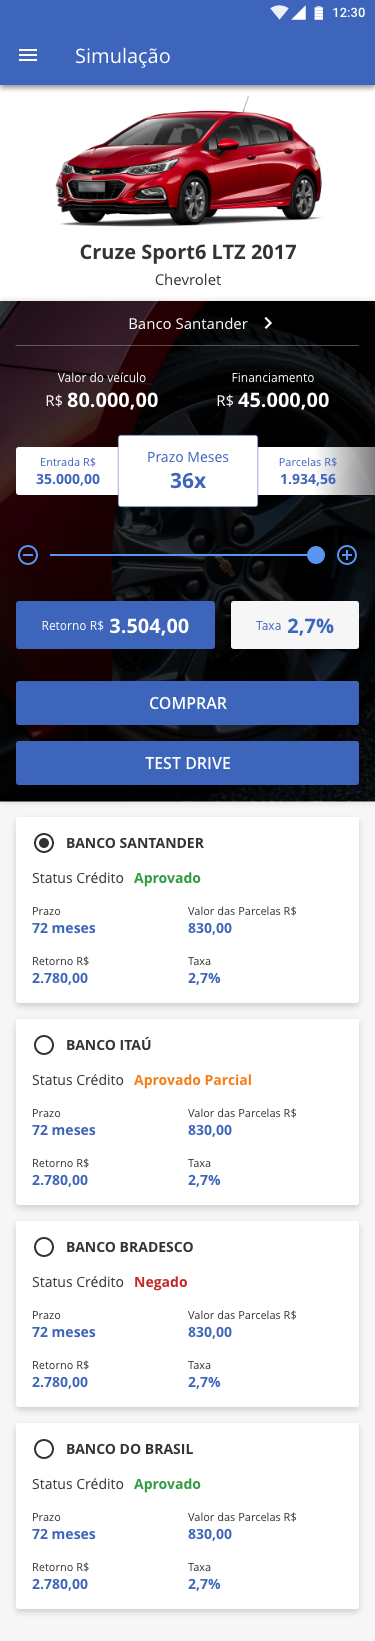 12:30
Simulação
Cruze Sport6 LTZ 2017
Chevrolet
Banco Santander
Valor do veículo Financiamento
R$ 80.000,00 R$ 45.000,00
Entrada R$ Prazo Meses Parcelas R$
35.000,00 36x 1.934,56
Retorno R$ 3.504,00 Taxa 2,7%
COMPRAR
TEST DRIVE
BANCO SANTANDER
Status Crédito Aprovado
Prazo Valor das Parcelas R$
72 meses 830,00
Retorno R$ Taxa
2.780,00 2,7%
BANCO ITAÚ
Status Crédito Aprovado Parcial
Prazo Valor das Parcelas R$
72 meses 830,00
Retorno R$ Taxa
2.780,00 2,7%
BANCO BRADESCO
Status Crédito Negado
Prazo Valor das Parcelas R$
72 meses 830,00
Retorno R$ Taxa
2.780,00 2,7%
BANCO DO BRASIL
Status Crédito Aprovado
Prazo Valor das Parcelas R$
72 meses 830,00
Retorno R$ Taxa
2.780,00 2,7%